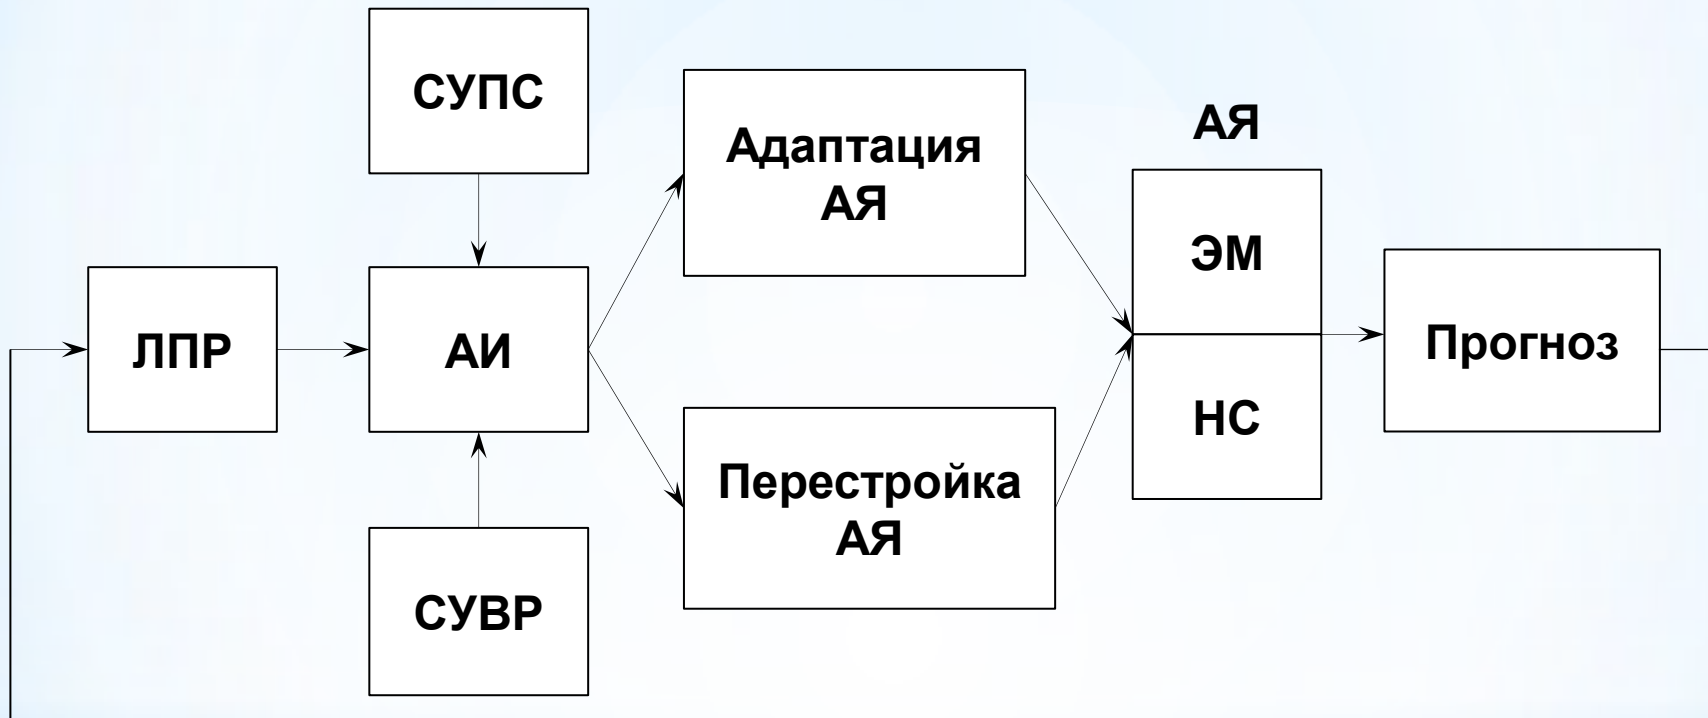 СУПС
Адаптация
АЯ
АЯ
ЭМ
ЛПР
АИ
Прогноз
НС
Перестройка
АЯ
СУВР